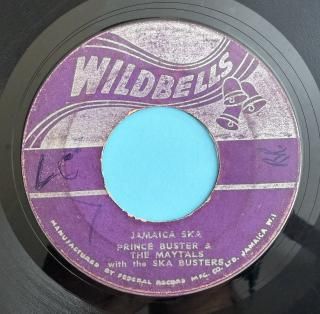 WILDBELLS
LC
JAMAICA SKA
PRINCE BUSTER &
THE MAYTALS
with the SKA BUSTERS
MANUFACTURED BY FEDERAL RECORD MFG. CO. LTD. JAMAICA W.I